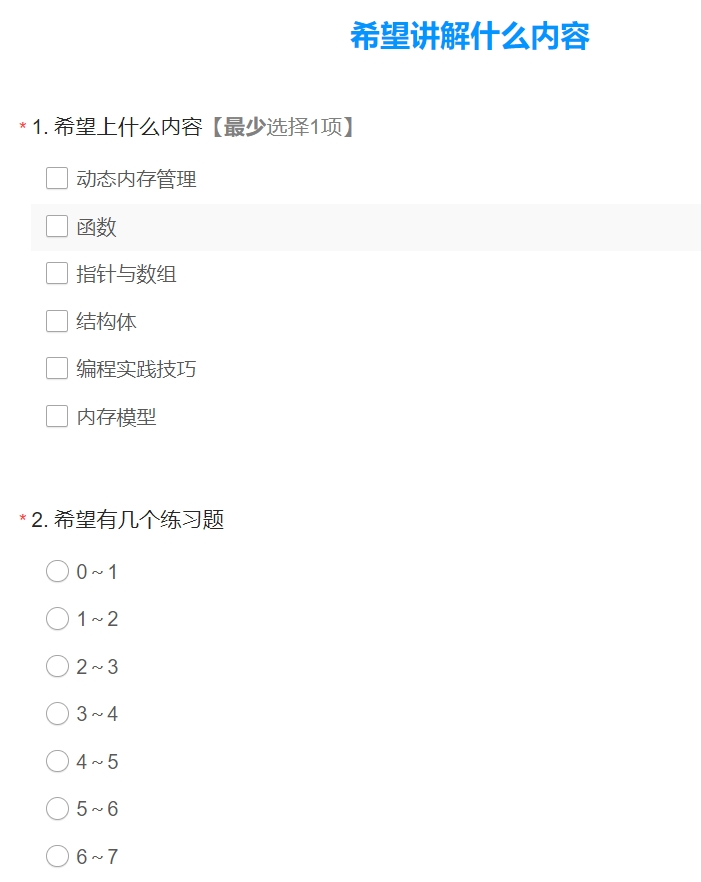 希望讲解什么内容
* 1. 希望上什么内容【最少选择1项】
动态内存管理
函数
指针与数组
结构体
编程实践技巧
内存模型
* 2. 希望有几个练习题
0~1
1~2
2~3
3~4
4~5
5~6
6~7